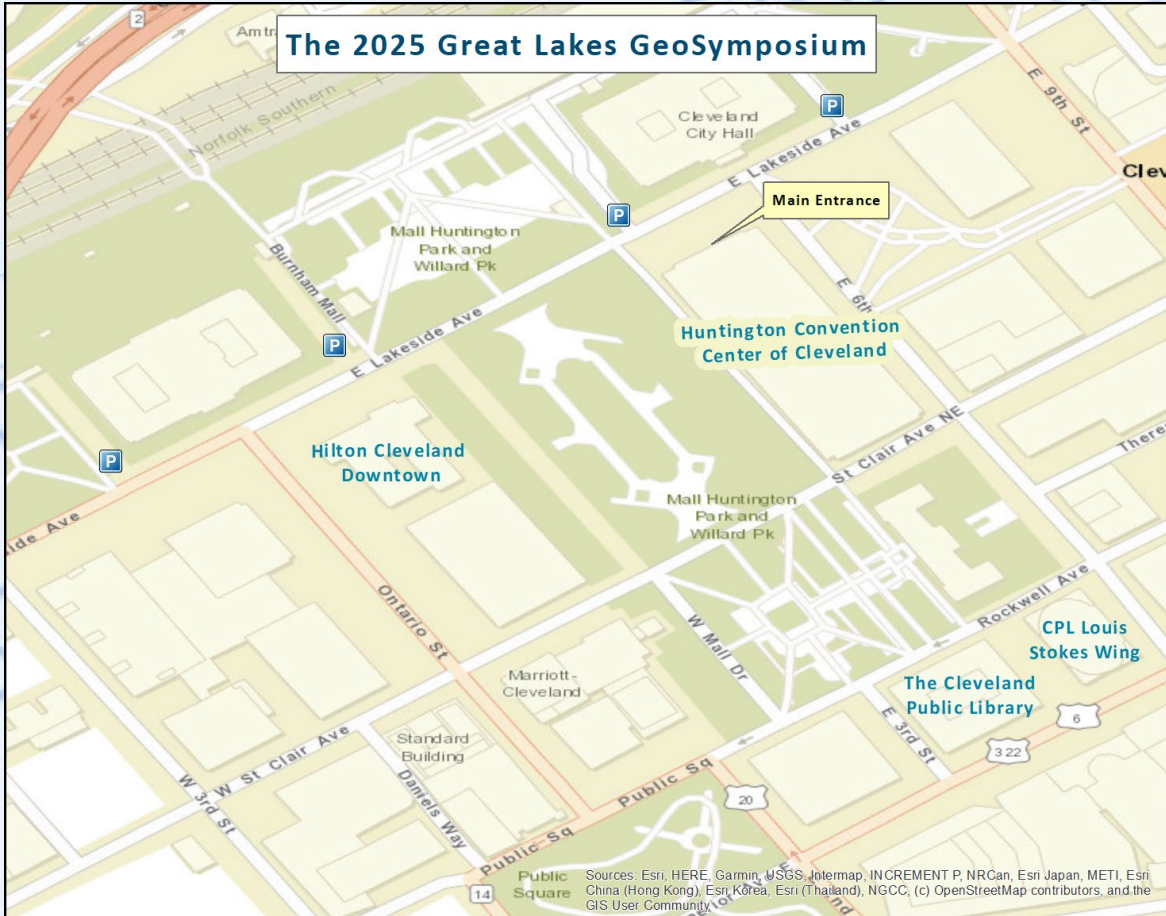 2
Amtr
The 2025 Great Lakes GeoSymposium
Norfolk Southern
Cleveland
City Hall
P
E 9th St
E Lakeside Ave
Clev
Main Entrance
P
Mall Huntington
Park and
Willard Pk
Burnham Mall
E 6th
P
E Lakeside Ave
Huntington Convention
Center of Cleveland
Hilton Cleveland
Downtown
P
St Clair Ave NE
There
Mall Huntington
Park and
Willard Pk
side Ave
Ontario St
Rockwell Ave
W Mall Dr
CPL Louis
Stokes Wing
Marriott-
Cleveland
The Cleveland
Public Library
E 3rd St
6
322
Standard
Building
W St Clair Ave
W 3rd St
Daniels Way
Public Sq
20
Public Sq
14
Public
Square
Sources: Esri, HERE, Garmin, USGS, Intermap, INCREMENT P, NRCan, Esri Japan, METI, Esri
China (Hong Kong), Esri Korea, Esri (Thailand), NGCC, (c) OpenStreetMap contributors, and the
GIS User Community